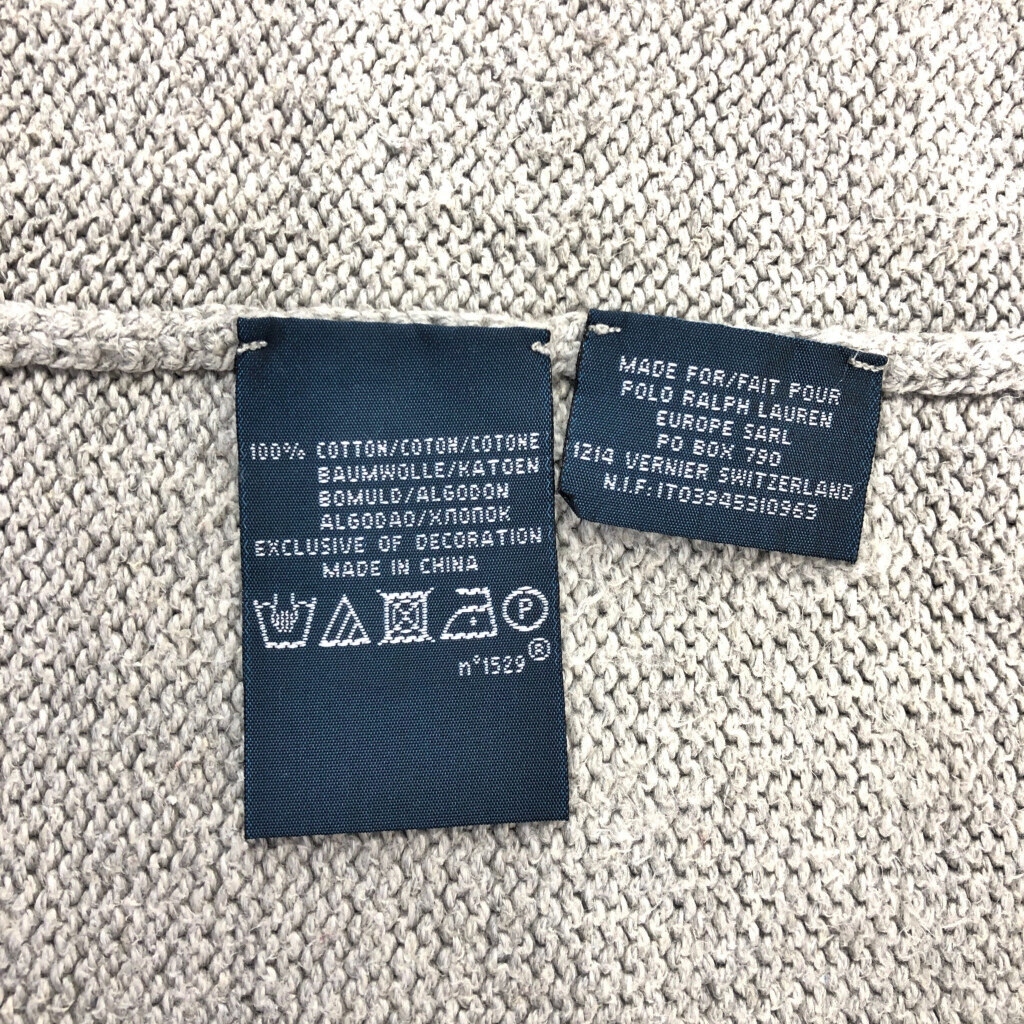 100% COTTON/COTON/COTONE
BAUMWOLLE/KATOEN
BOMULD/ALGODON
ALGODAO/ХЛОПОК
EXCLUSIVE OF DECORATION
MADE IN CHINA
P
n°1529®
MADE FOR/FAIT POUR
POLO RALPH LAUREN
EUROPE SARL
PO BOX 790
1214 VERNIER SWITZERLAND
N.I.F:IT03945310963